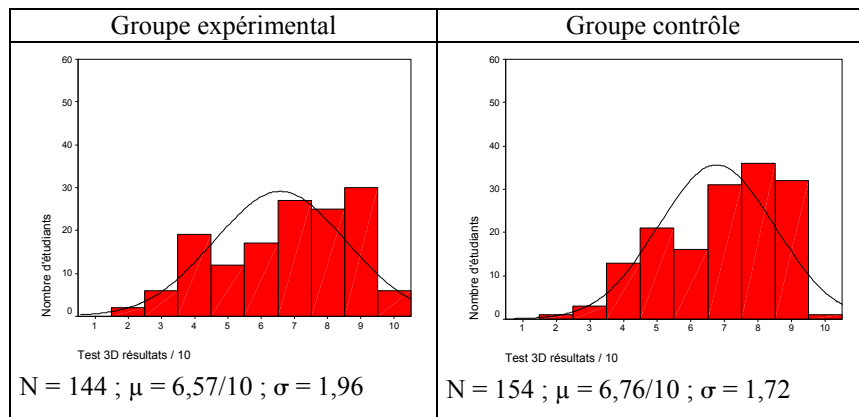 Groupe expérimental
60
50
40
30
20
10
0
Nombre d'étudiants
1 2 3 4 5 6 7 8 9 10
Test 3D résultats / 10
N = 144 ; µ = 6,57/10 ; σ = 1,96
Groupe contrôle
60
50
40
30
20
10
0
Nombre d'étudiants
1 2 3 4 5 6 7 8 9 10
Test 3D résultats / 10
N = 154 ; µ = 6,76/10 ; σ = 1,72